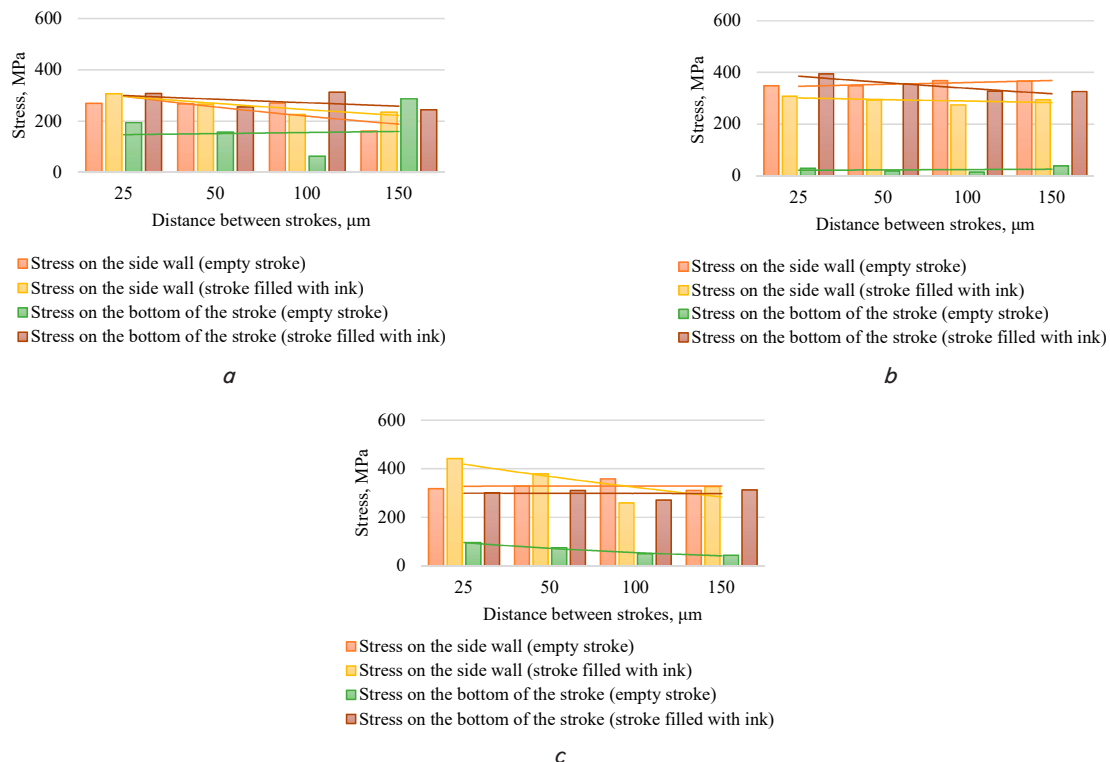 600
400
200
0
Stress, MPa
25 50 100 150
Distance between strokes, μm
Stress on the side wall (empty stroke)
Stress on the side wall (stroke filled with ink)
Stress on the bottom of the stroke (empty stroke)
Stress on the bottom of the stroke (stroke filled with ink)
a
600
400
200
0
Stress, MPa
25 50 100 150
Distance between strokes, μm
Stress on the side wall (empty stroke)
Stress on the side wall (stroke filled with ink)
Stress on the bottom of the stroke (empty stroke)
Stress on the bottom of the stroke (stroke filled with ink)
b
600
400
200
0
Stress, MPa
25 50 100 150
Distance between strokes, μm
Stress on the side wall (empty stroke)
Stress on the side wall (stroke filled with ink)
Stress on the bottom of the stroke (empty stroke)
Stress on the bottom of the stroke (stroke filled with ink)
c